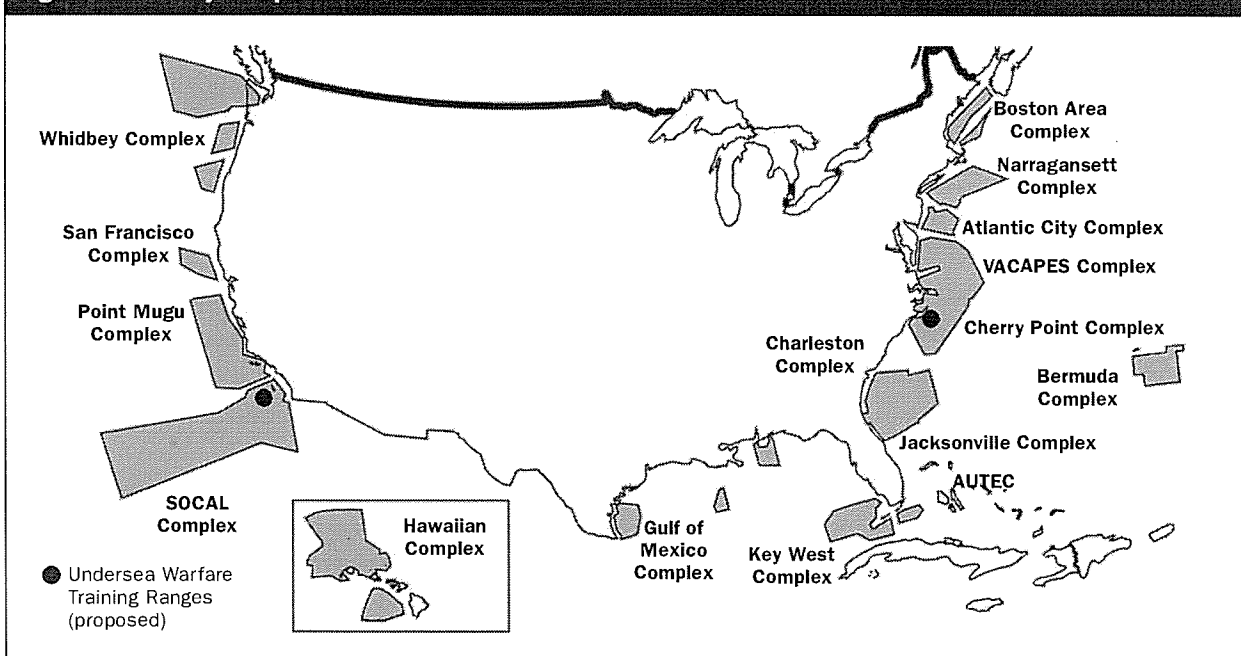 Whidbey Complex
San Francisco
Complex
Point Mugu
Complex
SOCAL
Complex
Undersea Warfare
Training Ranges
(proposed)
Hawaiian
Complex
Gulf of
Mexico
Complex
Key West
Complex
Charleston
Complex
Boston Area
Complex
Narragansett
Complex
Atlantic City Complex
VACAPES Complex
Cherry Point Complex
Bermuda
Complex
Jacksonville Complex
AUTEC